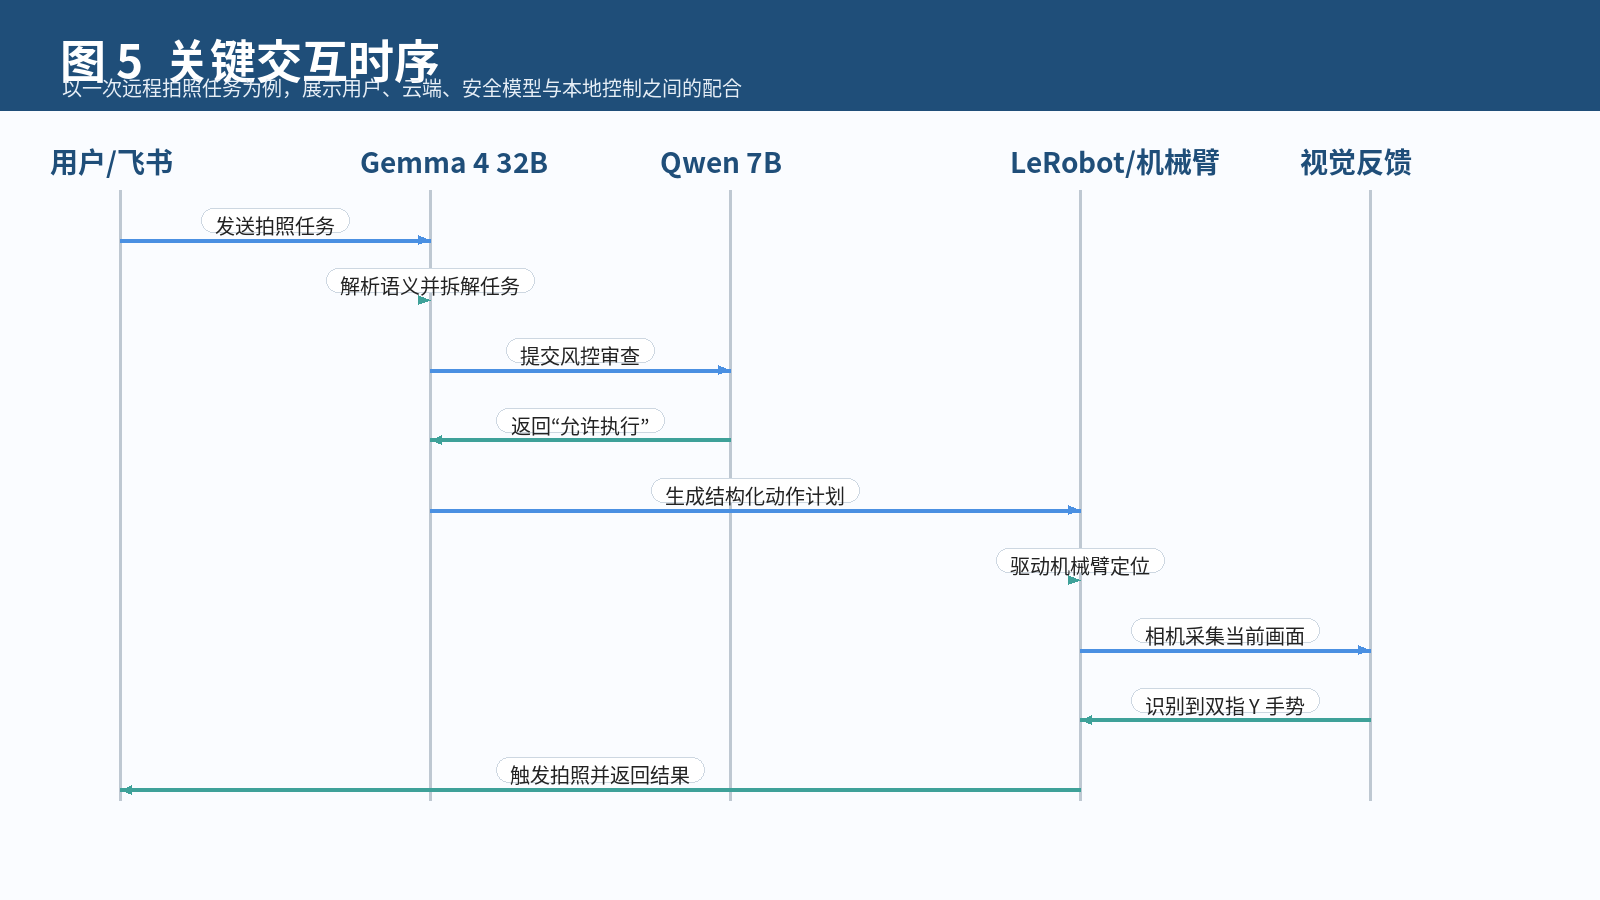 图 5 关键交互时序
以一次远程拍照任务为例，展示用户、云端、安全模型与本地控制之间的配合
用户/飞书
Gemma 4 32B
Qwen 7B
LeRobot/机械臂
视觉反馈
发送拍照任务
解析语义并拆解任务
提交风控审查
返回“允许执行”
生成结构化动作计划
驱动机械臂定位
相机采集当前画面
识别到双指 Y 手势
触发拍照并返回结果